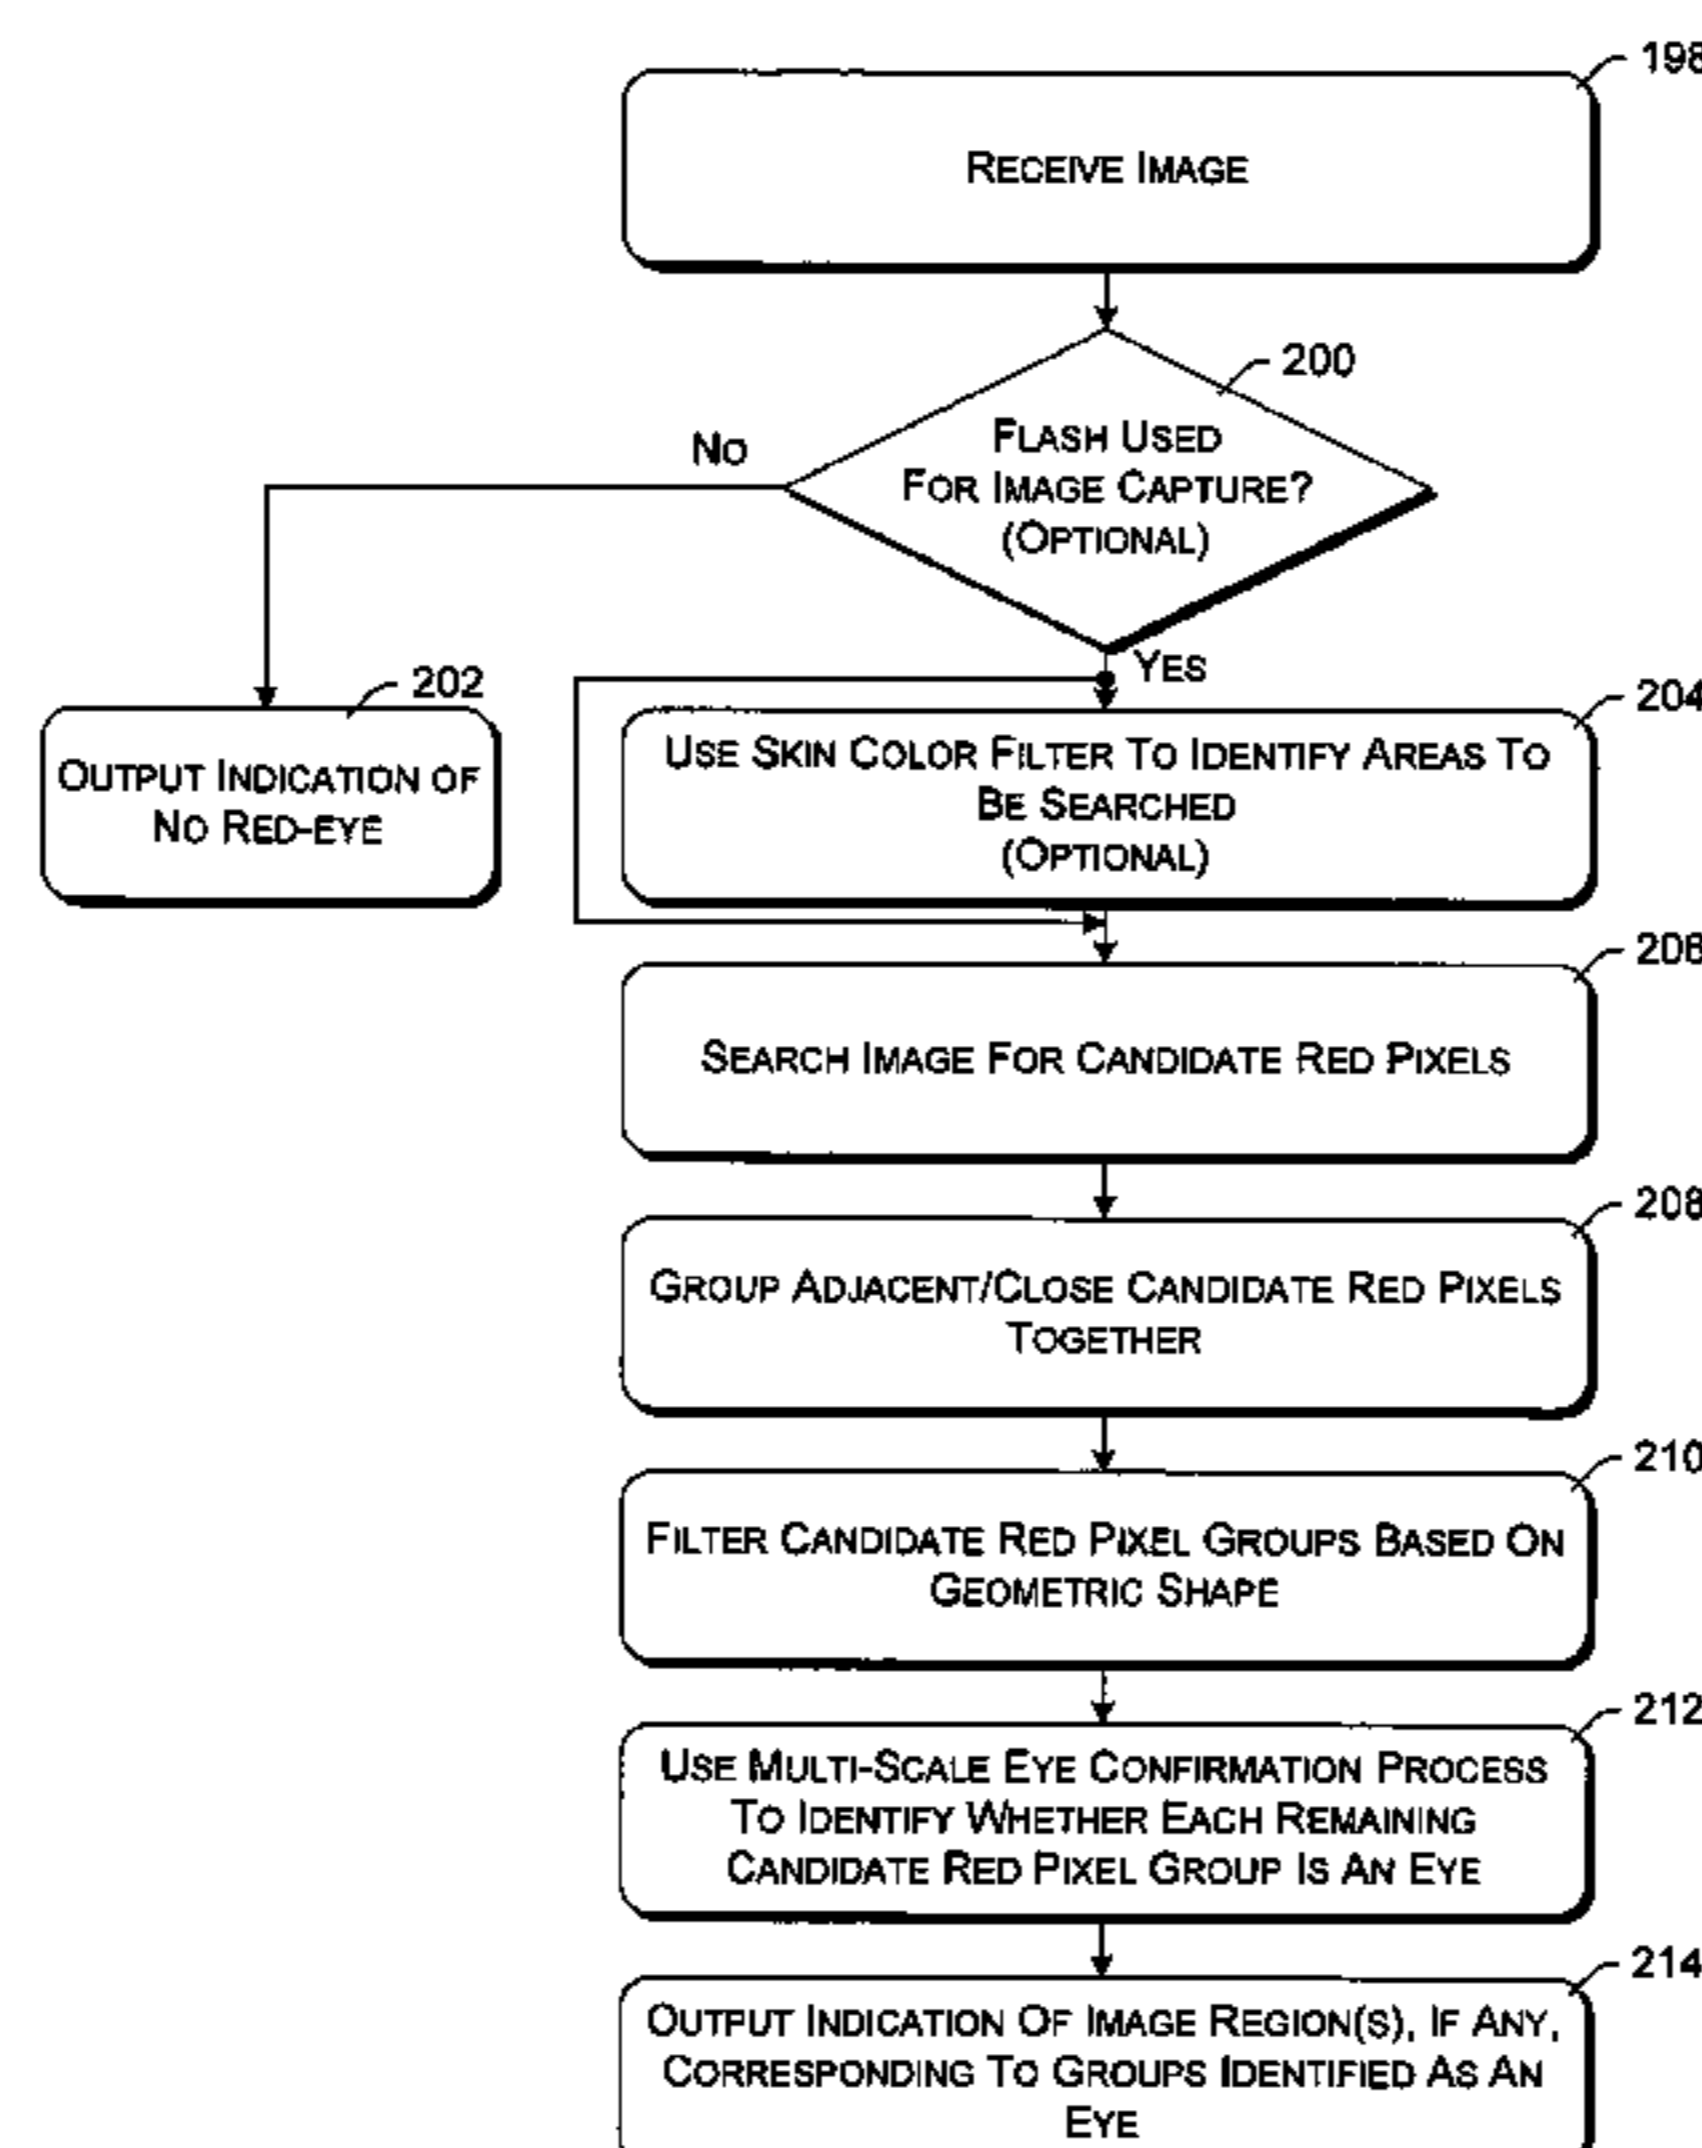 198
RECEIVE IMAGE
200
FLASH USED
FOR IMAGE CAPTURE?
(OPTIONAL)
NO
YES
202
OUTPUT INDICATION OF
NO RED-EYE
204
USE SKIN COLOR FILTER TO IDENTIFY AREAS TO
BE SEARCHED
(OPTIONAL)
206
SEARCH IMAGE FOR CANDIDATE RED PIXELS
208
GROUP ADJACENT/CLOSE CANDIDATE RED PIXELS
TOGETHER
210
FILTER CANDIDATE RED PIXEL GROUPS BASED ON
GEOMETRIC SHAPE
212
USE MULTI-SCALE EYE CONFIRMATION PROCESS
TO IDENTIFY WHETHER EACH REMAINING
CANDIDATE RED PIXEL GROUP IS AN EYE
214
OUTPUT INDICATION OF IMAGE REGION(S), IF ANY,
CORRESPONDING TO GROUPS IDENTIFIED AS AN
EYE